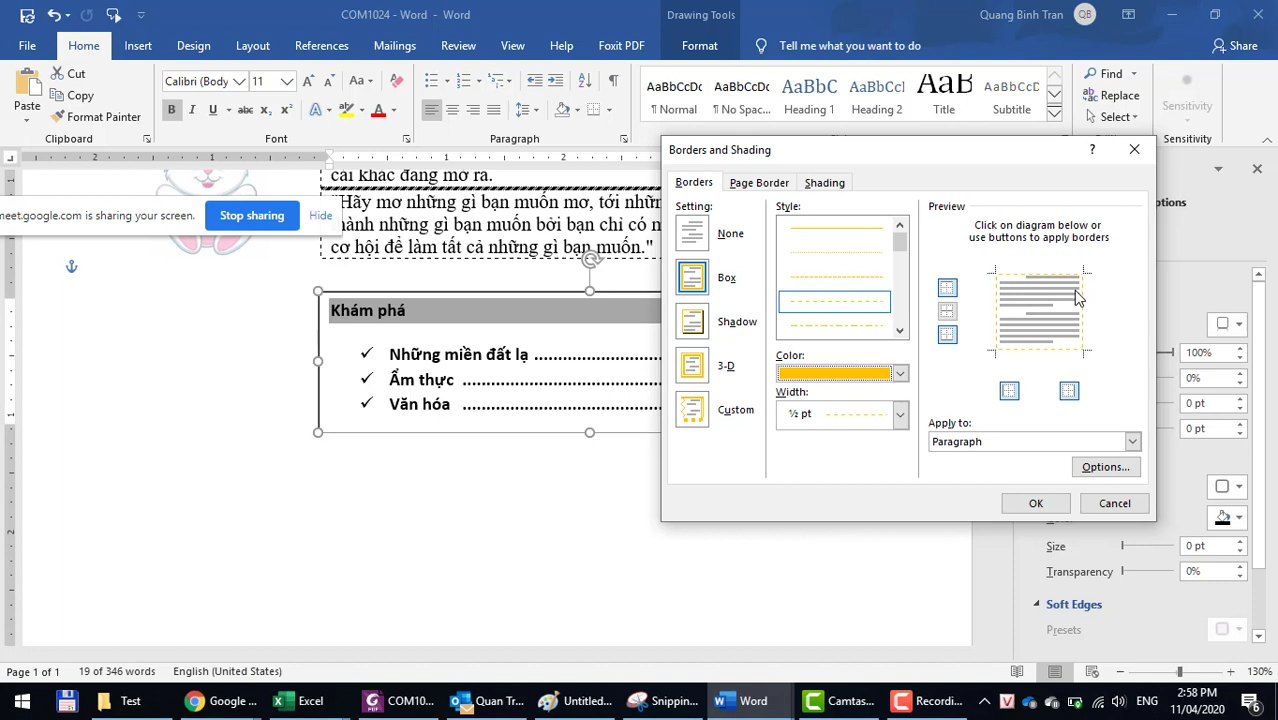 COM1024 - Word - Word
Drawing Tools
Quang Binh Tran QB
File Home Insert Design Layout References Mailings Review View Help Foxit PDF Format Tell me what you want to do Share
Paste
Cut
Copy
Format Painter
Clipboard
Calibri (Body 11
Aa
B I U abc x₂ x² A A
Font
Paragraph
AaBbCcDc AaBbCcDc AaBbC AaBbCcl AaB AaBbCcDc
¶ Normal ¶ No Spac... Heading 1 Heading 2 Title Subtitle
Find
Replace
Select
Sensitivity
Sensitivity
meet.google.com is sharing your screen. Stop sharing Hide
cái khác đang mở ra.
"Hãy mơ những gì bạn muốn mơ, tới nhữn
thành những gì bạn muốn bởi bạn chỉ có m
cơ hội để làm tất cả những gì bạn muốn."
Khám phá
✓ Những miền đất lạ
✓ Ẩm thực
✓ Văn hóa
Borders and Shading
Borders Page Border Shading
Setting:
None
Box
Shadow
3-D
Custom
Style:
Color:
Width:
½ pt
Preview
Click on diagram below or
use buttons to apply borders
Apply to:
Paragraph
Options...
OK Cancel
ptions
100%
0%
0 pt
0 pt
Size 0 pt
Transparency 0%
Soft Edges
Presets
Page 1 of 1 19 of 346 words English (United States) 130%
Test Google ... Excel COM10... Quan Tr... Untitled... Snippin... Word Camtas... Recordi... ENG
2:58 PM
11/04/2020
6